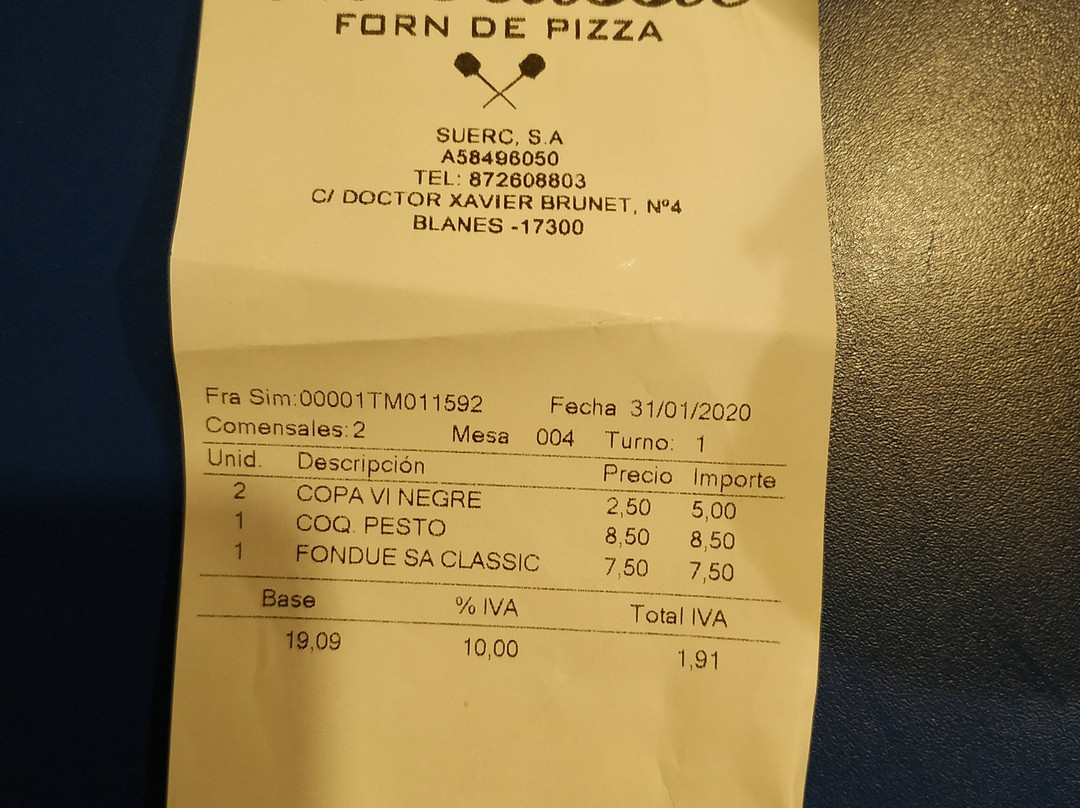 FORN DE PIZZA
SUERC, S.A
A58496050
TEL: 872608803
C/ DOCTOR XAVIER BRUNET, Nº4
BLANES -17300
Fra Sim:00001TM011592 Fecha 31/01/2020
Comensales:2 Mesa 004 Turno: 1
Unid. Descripción Precio Importe
2 COPA VI NEGRE 2,50 5,00
1 COQ. PESTO 8,50 8,50
1 FONDUE SA CLASSIC 7,50 7,50
Base % IVA Total IVA
19,09 10,00 1,91